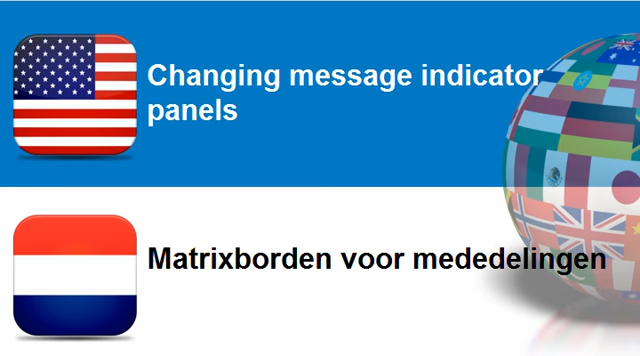 Changing message indicator
panels
Matrixborden voor mededelingen